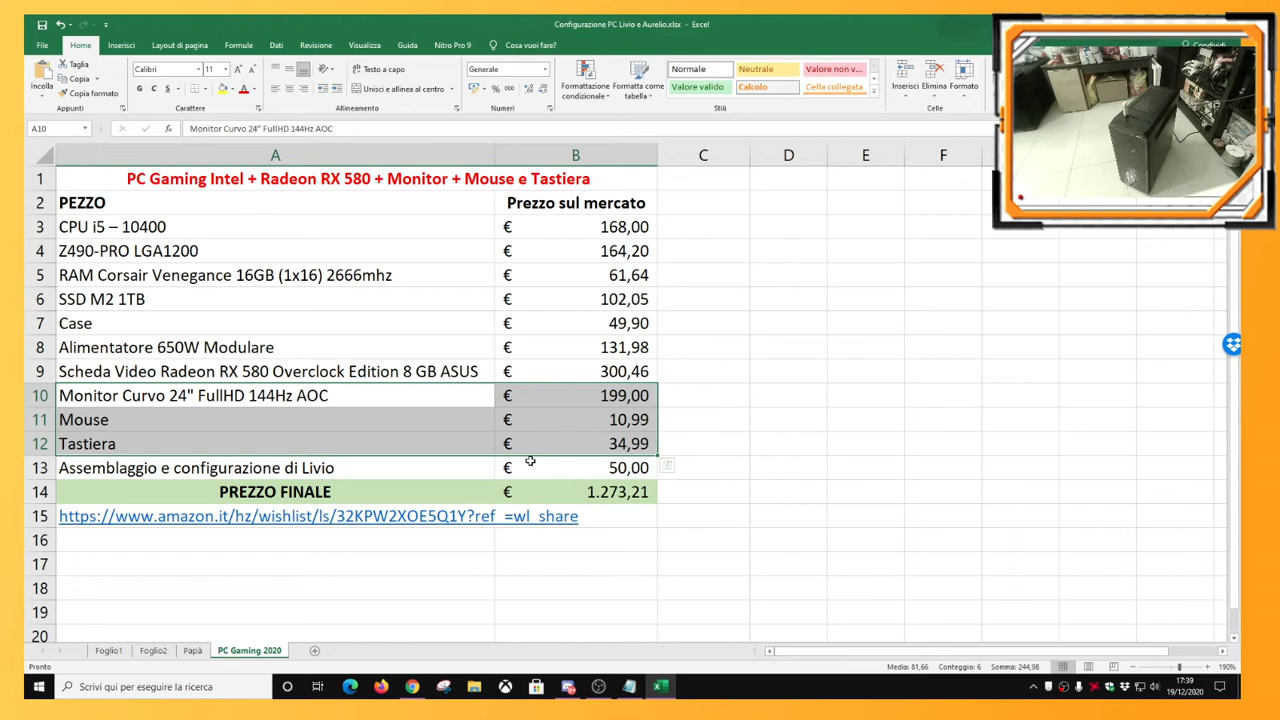 Configurazione PC Livio e Aurelio.xlsx - Excel
File Home Inserisci Layout di pagina Formule Dati Revisione Visualizza Guida Nitro Pro 9 Cosa vuoi fare? Condividi
Incolla
Taglia
Copia
Copia formato
Appunti
Calibri 11
G C S
Carattere
Testo a capo
Unisci e allinea al centro
Allineamento
Generale
% 000
Numeri
Formattazione condizionale
Formatta come tabella
Normale Neutrale Valore non v...
Valore valido Calcolo Cella collegata
Stili
Inserisci Elimina Formato
Celle
A10 fx Monitor Curvo 24" FullHD 144Hz AOC
A B C D E F
1 PC Gaming Intel + Radeon RX 580 + Monitor + Mouse e Tastiera
2 PEZZO Prezzo sul mercato
3 CPU i5 – 10400 € 168,00
4 Z490-PRO LGA1200 € 164,20
5 RAM Corsair Venegance 16GB (1x16) 2666mhz € 61,64
6 SSD M2 1TB € 102,05
7 Case € 49,90
8 Alimentatore 650W Modulare € 131,98
9 Scheda Video Radeon RX 580 Overclock Edition 8 GB ASUS € 300,46
10 Monitor Curvo 24" FullHD 144Hz AOC € 199,00
11 Mouse € 10,99
12 Tastiera € 34,99
13 Assemblaggio e configurazione di Livio € 50,00
14 PREZZO FINALE € 1.273,21
15 https://www.amazon.it/hz/wishlist/ls/32KPW2XOE5Q1Y?ref_=wl_share
16
17
18
19
20
Foglio1 Foglio2 Papà PC Gaming 2020
Pronto Media: 81,66 Conteggio: 6 Somma: 244,98 190%
Scrivi qui per eseguire la ricerca
17:39
19/12/2020